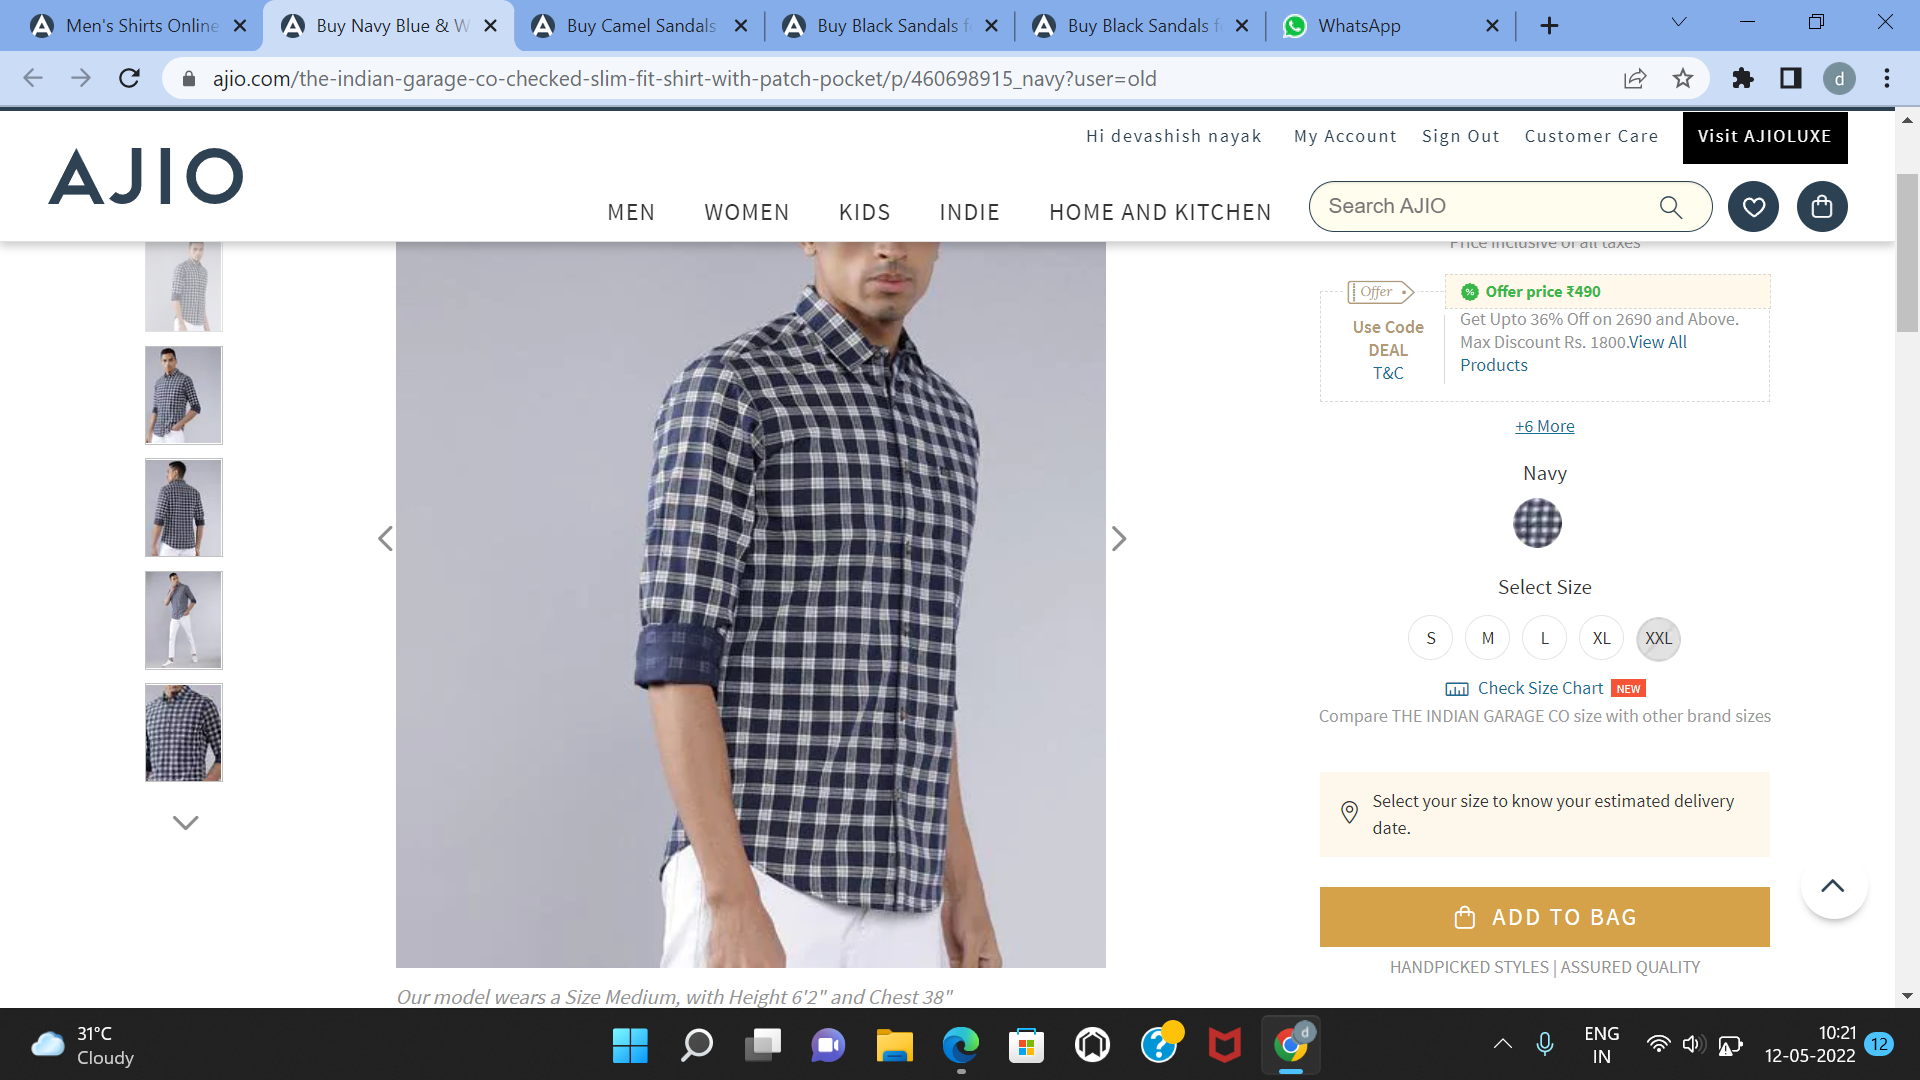 Men's Shirts Online
Buy Navy Blue & W
Buy Camel Sandals
Buy Black Sandals f
Buy Black Sandals f
WhatsApp
ajio.com/the-indian-garage-co-checked-slim-fit-shirt-with-patch-pocket/p/460698915_navy?user=old
d
Hi devashish nayak
My Account
Sign Out
Customer Care
Visit AJIOLUXE
AJIO
MEN
WOMEN
KIDS
INDIE
HOME AND KITCHEN
Search AJIO
Price inclusive of all taxes
Offer
Offer price ₹490
Use Code
DEAL
T&C
Get Upto 36% Off on 2690 and Above.
Max Discount Rs. 1800.View All
Products
+6 More
Navy
Select Size
S
M
L
XL
XXL
Check Size Chart NEW
Compare THE INDIAN GARAGE CO size with other brand sizes
Select your size to know your estimated delivery
date.
ADD TO BAG
HANDPICKED STYLES | ASSURED QUALITY
Our model wears a Size Medium, with Height 6'2" and Chest 38"
31°C
Cloudy
d
ENG
IN
10:21
12-05-2022
12